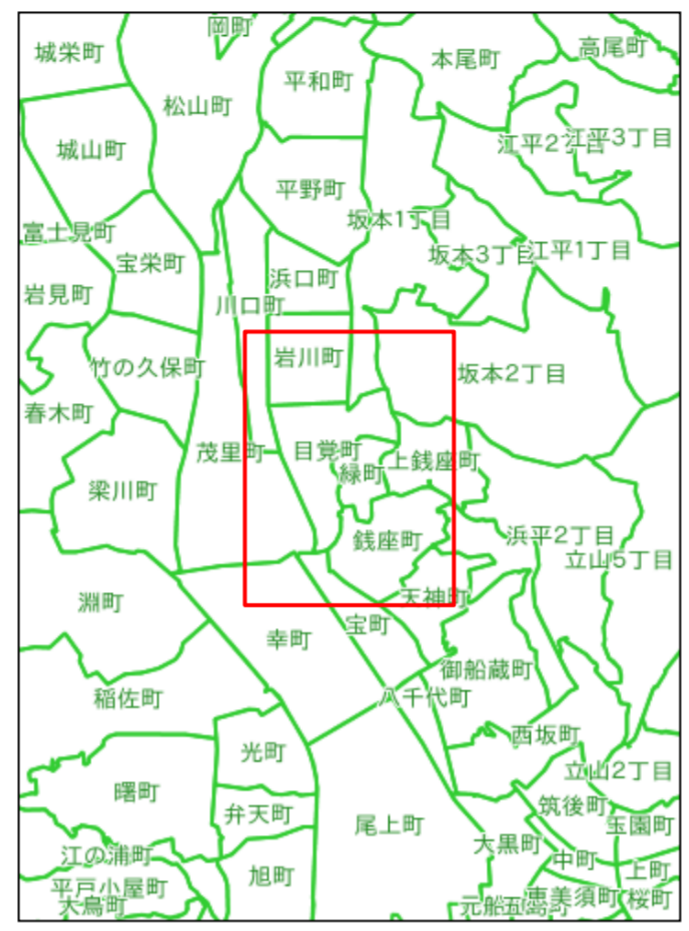 岡町
城栄町
本尾町
高尾町
平和町
松山町
城山町
江平2丁目
江平3丁目
平野町
坂本1丁目
富士見町
宝栄町
坂本3丁目
江平1丁目
浜口町
岩見町
川口町
岩川町
竹の久保町
坂本2丁目
春木町
目覚町
茂里町
上銭座町
緑町
梁川町
銭座町
浜平2丁目
立山5丁目
淵町
天神町
幸町
宝町
御船蔵町
稲佐町
八千代町
西坂町
光町
立山2丁目
曙町
筑後町
弁天町
尾上町
玉園町
大黒町
江の浦町
中町
上町
旭町
平戸小屋町
恵美須町
桜町
大鳥町
元船
五島町